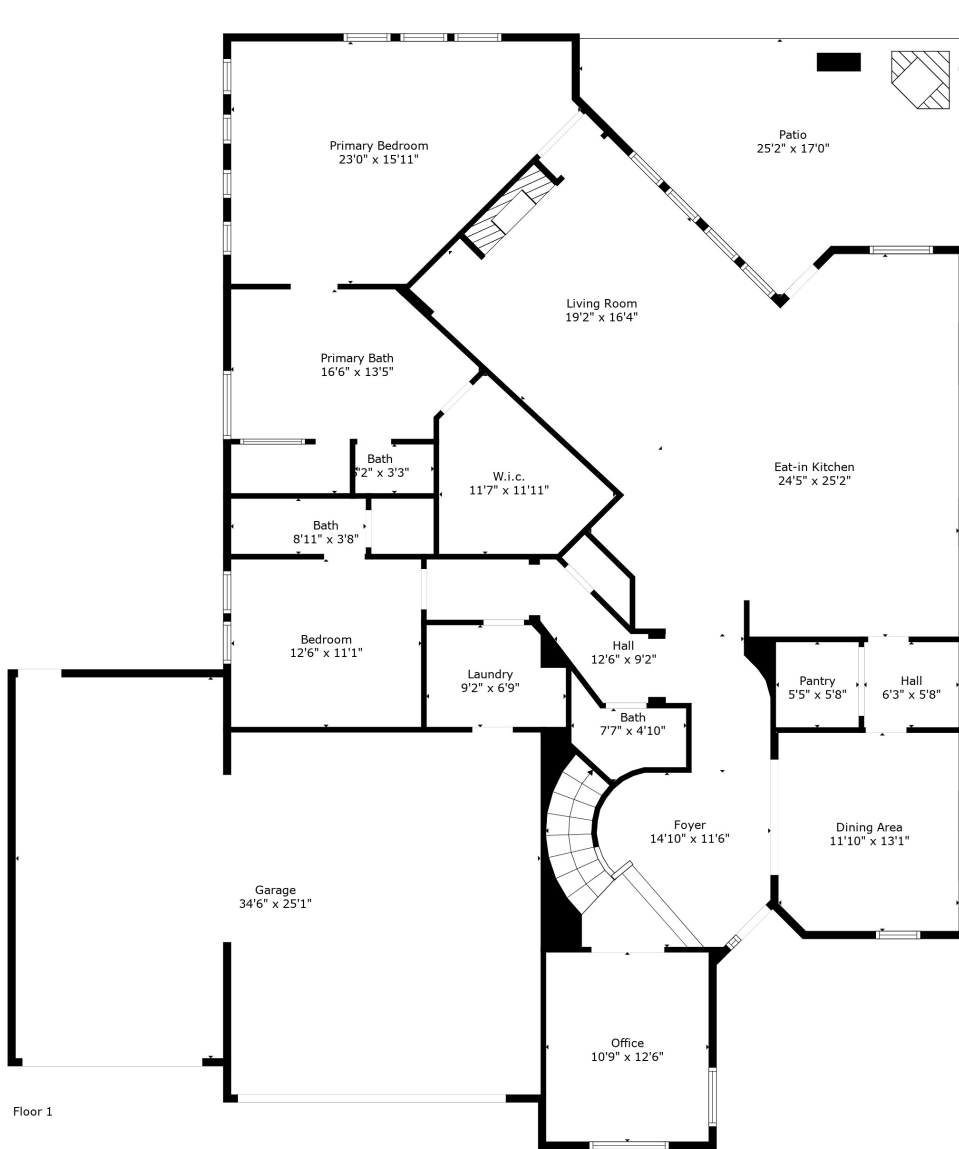 Primary Bedroom
23'0" x 15'11"
Patio
25'2" x 17'0"
Living Room
19'2" x 16'4"
Primary Bath
16'6" x 13'5"
Bath
'2" x 3'3"
W.i.c.
11'7" x 11'11"
Eat-in Kitchen
24'5" x 25'2"
Bath
8'11" x 3'8"
Bedroom
12'6" x 11'1"
Hall
12'6" x 9'2"
Laundry
9'2" x 6'9"
Pantry
5'5" x 5'8"
Hall
6'3" x 5'8"
Bath
7'7" x 4'10"
Foyer
14'10" x 11'6"
Dining Area
11'10" x 13'1"
Garage
34'6" x 25'1"
Office
10'9" x 12'6"
Floor 1